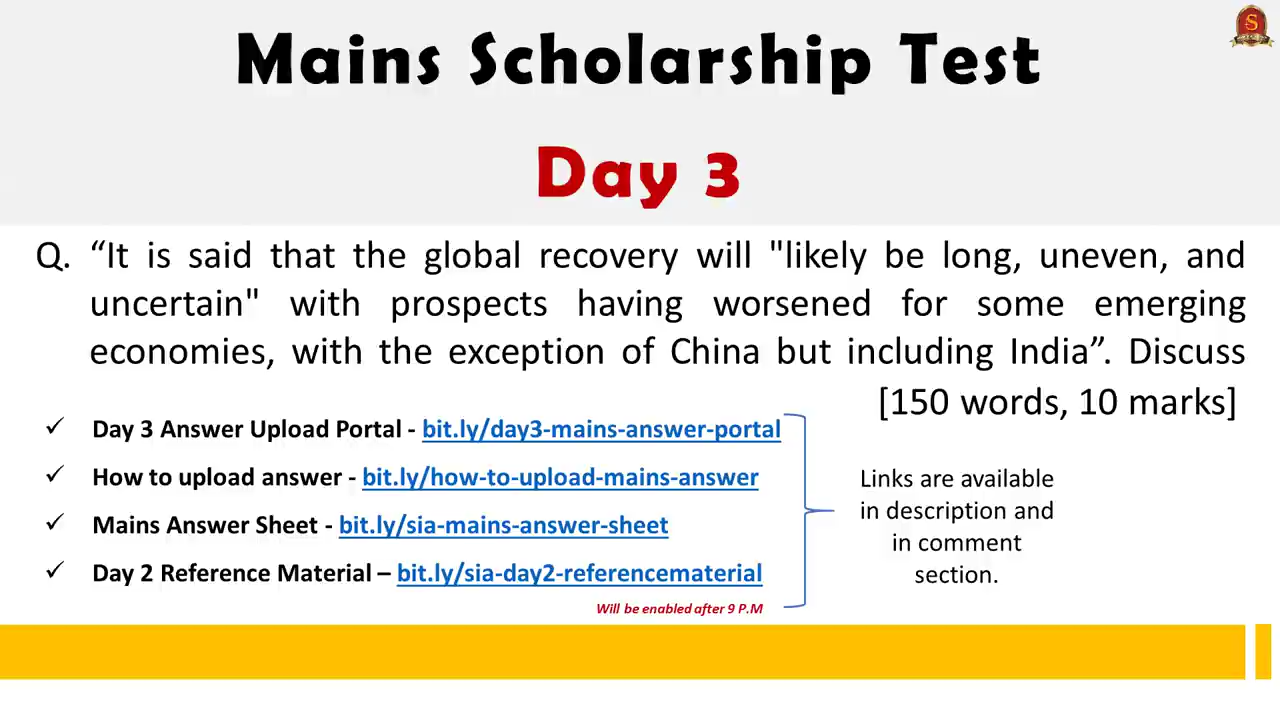 Mains Scholarship Test
Day 3
Q. “It is said that the global recovery will "likely be long, uneven, and
uncertain" with prospects having worsened for some emerging
economies, with the exception of China but including India”. Discuss
[150 words, 10 marks]
✓ Day 3 Answer Upload Portal - bit.ly/day3-mains-answer-portal
✓ How to upload answer - bit.ly/how-to-upload-mains-answer
✓ Mains Answer Sheet - bit.ly/sia-mains-answer-sheet
✓ Day 2 Reference Material – bit.ly/sia-day2-referencematerial
Will be enabled after 9 P.M
Links are available
in description and
in comment
section.
S